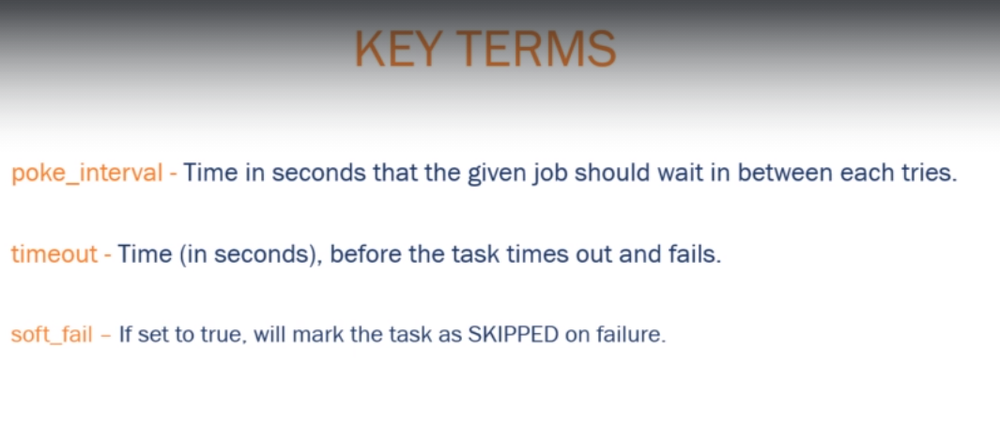 KEY TERMS
poke_interval - Time in seconds that the given job should wait in between each tries.
timeout - Time (in seconds), before the task times out and fails.
soft_fail – If set to true, will mark the task as SKIPPED on failure.